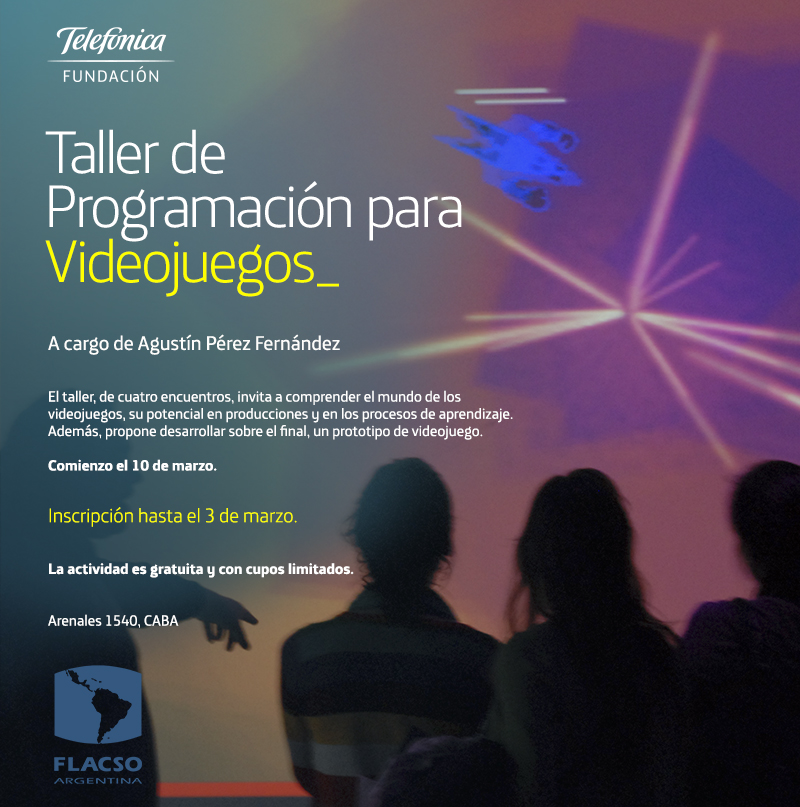 Telefónica
FUNDACIÓN
Taller de
Programación para
Videojuegos_
A cargo de Agustín Pérez Fernández
El taller, de cuatro encuentros, invita a comprender el mundo de los
videojuegos, su potencial en producciones y en los procesos de aprendizaje.
Además, propone desarrollar sobre el final, un prototipo de videojuego.
Comienzo el 10 de marzo.
Inscripción hasta el 3 de marzo.
La actividad es gratuita y con cupos limitados.
Arenales 1540, CABA
FLACSO
ARGENTINA